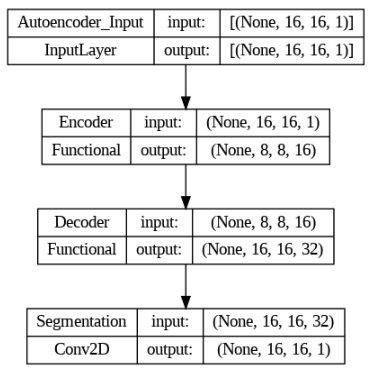 Autoencoder_Input input: [(None, 16, 16, 1)]
InputLayer output: [(None, 16, 16, 1)]
Encoder input: (None, 16, 16, 1)
Functional output: (None, 8, 8, 16)
Decoder input: (None, 8, 8, 16)
Functional output: (None, 16, 16, 32)
Segmentation input: (None, 16, 16, 32)
Conv2D output: (None, 16, 16, 1)